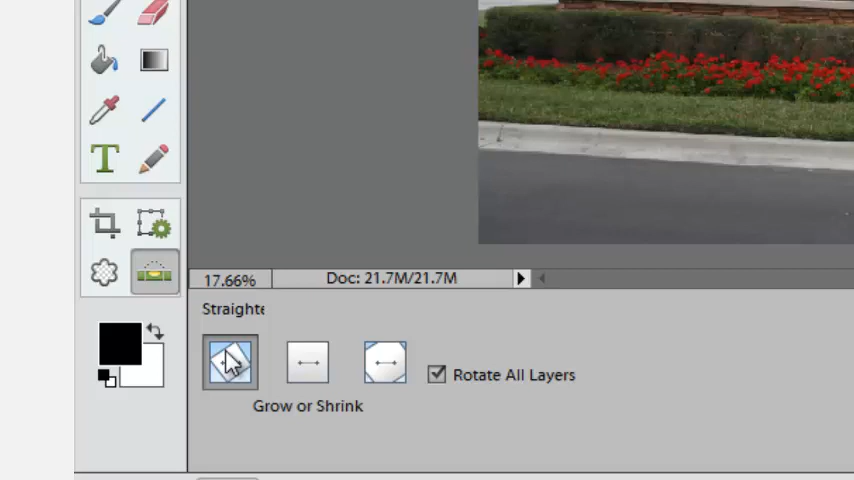 T
17.66%
Doc: 21.7M/21.7M
Straighte
Rotate All Layers
Grow or Shrink